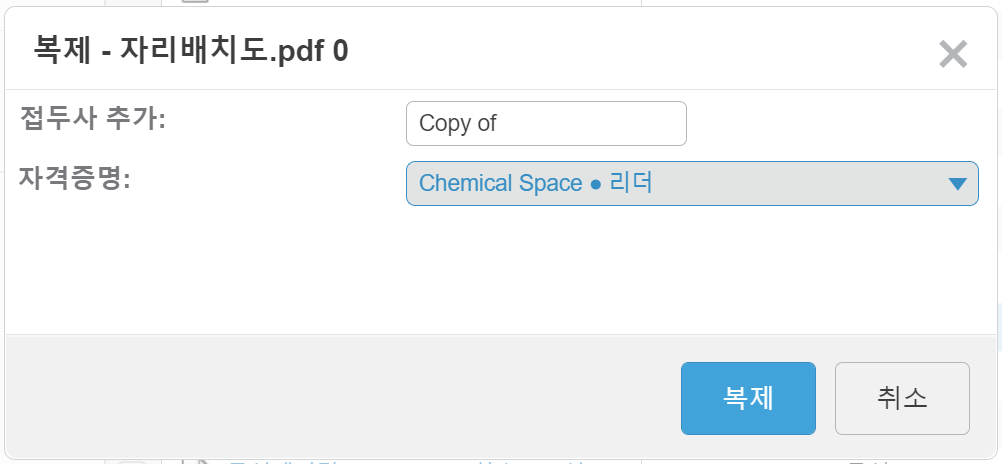 복제 - 자리배치도.pdf 0
접두사 추가:
Copy of
자격증명:
Chemical Space ● 리더
복제
취소